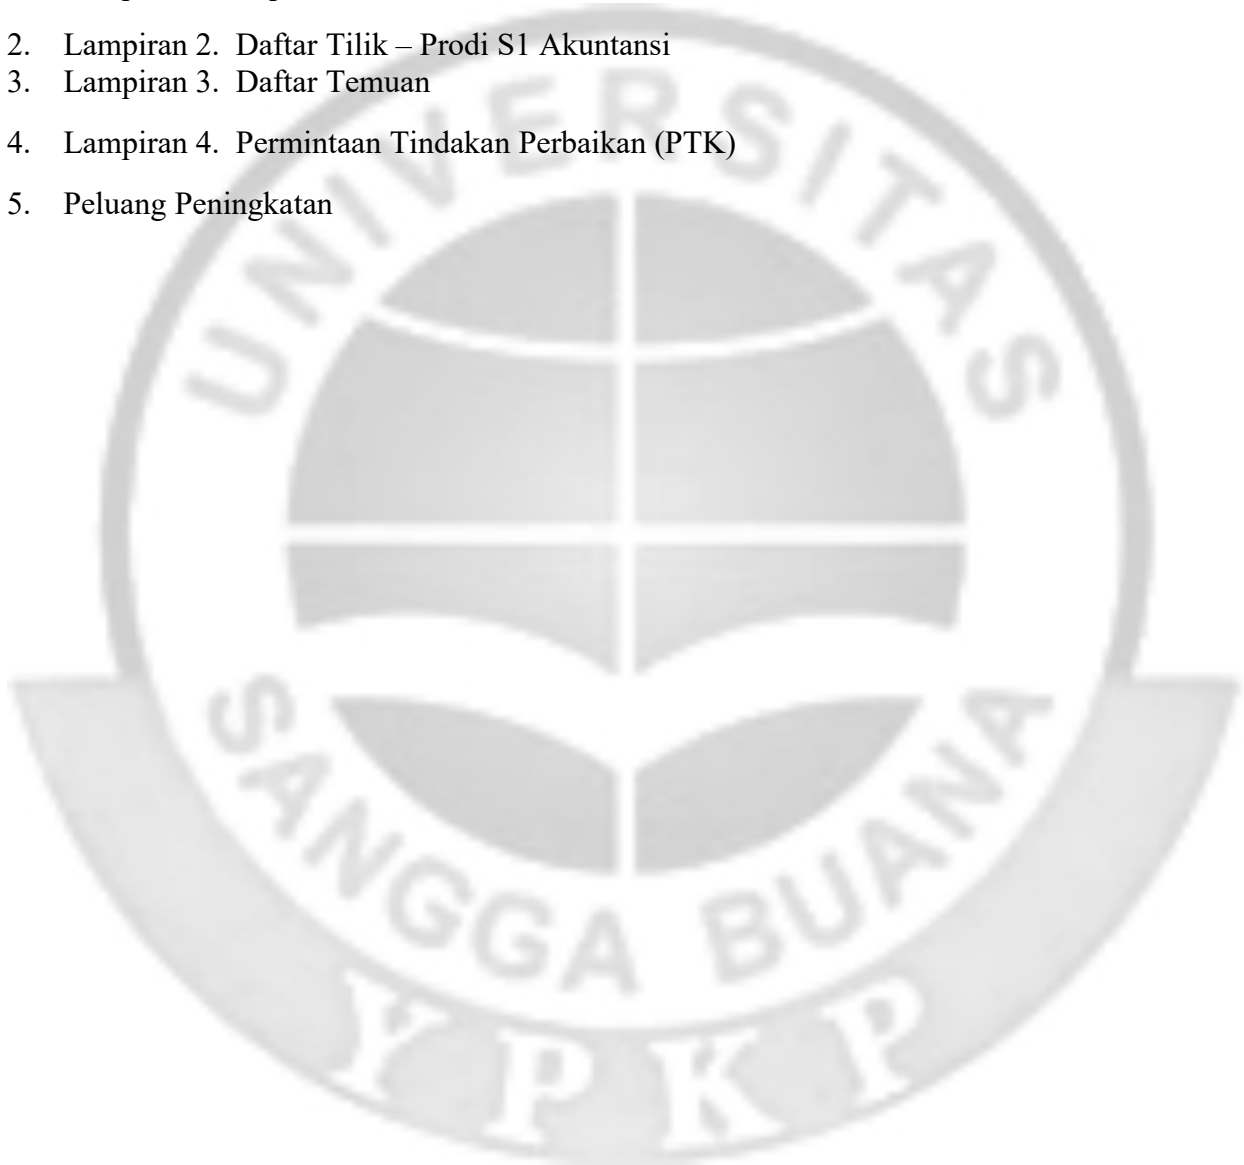 2. Lampiran 2. Daftar Tilik – Prodi S1 Akuntansi
3. Lampiran 3. Daftar Temuan
4. Lampiran 4. Permintaan Tindakan Perbaikan (PTK)
5. Peluang Peningkatan
UNIVERSITAS
SANGGA BUANA
YPKP